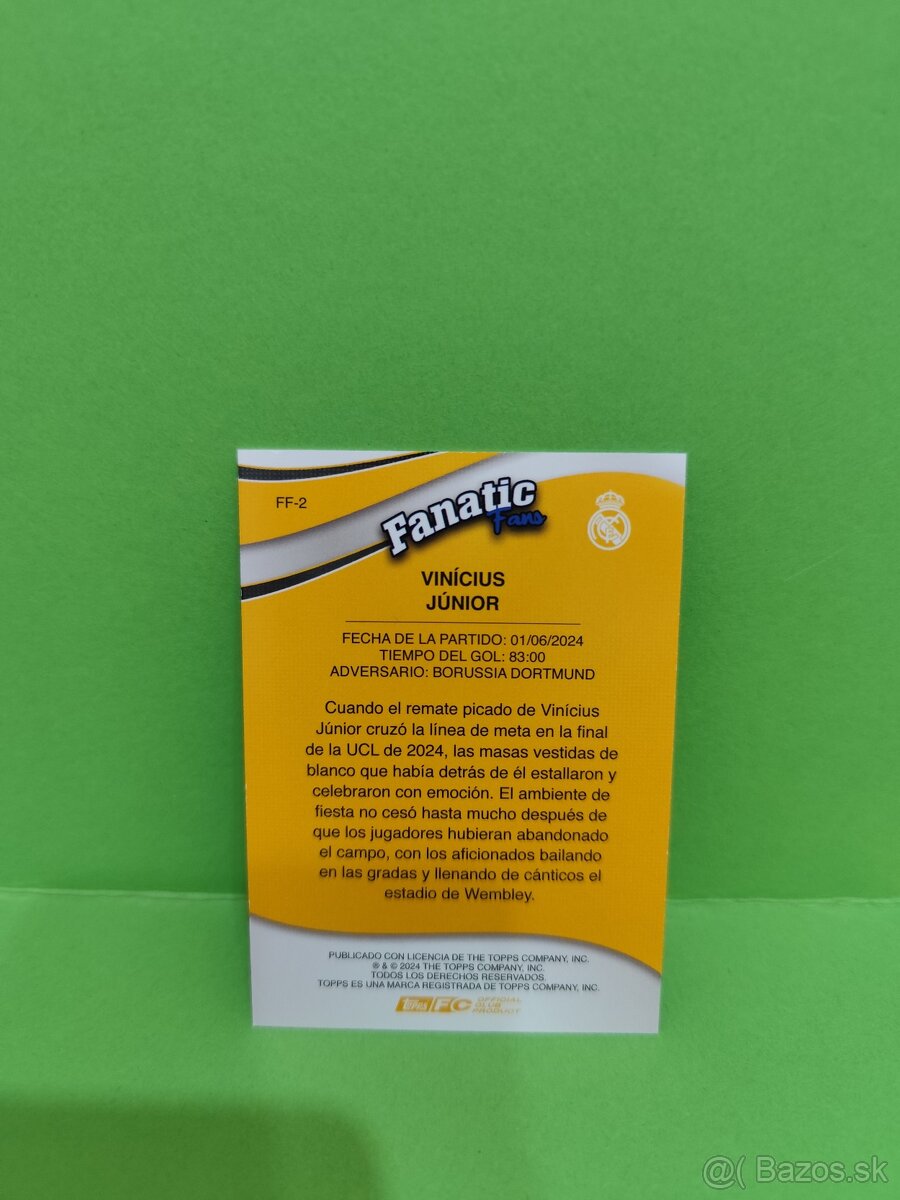 FF-2
Fanatic
Fans
VINÍCIUS
JÚNIOR
FECHA DE LA PARTIDO: 01/06/2024
TIEMPO DEL GOL: 83:00
ADVERSARIO: BORUSSIA DORTMUND
Cuando el remate picado de Vinícius
Júnior cruzó la línea de meta en la final
de la UCL de 2024, las masas vestidas de
blanco que había detrás de él estallaron y
celebraron con emoción. El ambiente de
fiesta no cesó hasta mucho después de
que los jugadores hubieran abandonado
el campo, con los aficionados bailando
en las gradas y llenando de cánticos el
estadio de Wembley.
PUBLICADO CON LICENCIA DE THE TOPPS COMPANY, INC.
® & © 2024 THE TOPPS COMPANY, INC.
TODOS LOS DERECHOS RESERVADOS.
TOPPS ES UNA MARCA REGISTRADA DE TOPPS COMPANY, INC.
topps FC OFFICIAL
CLUB
PRODUCT
@( Bazos.sk